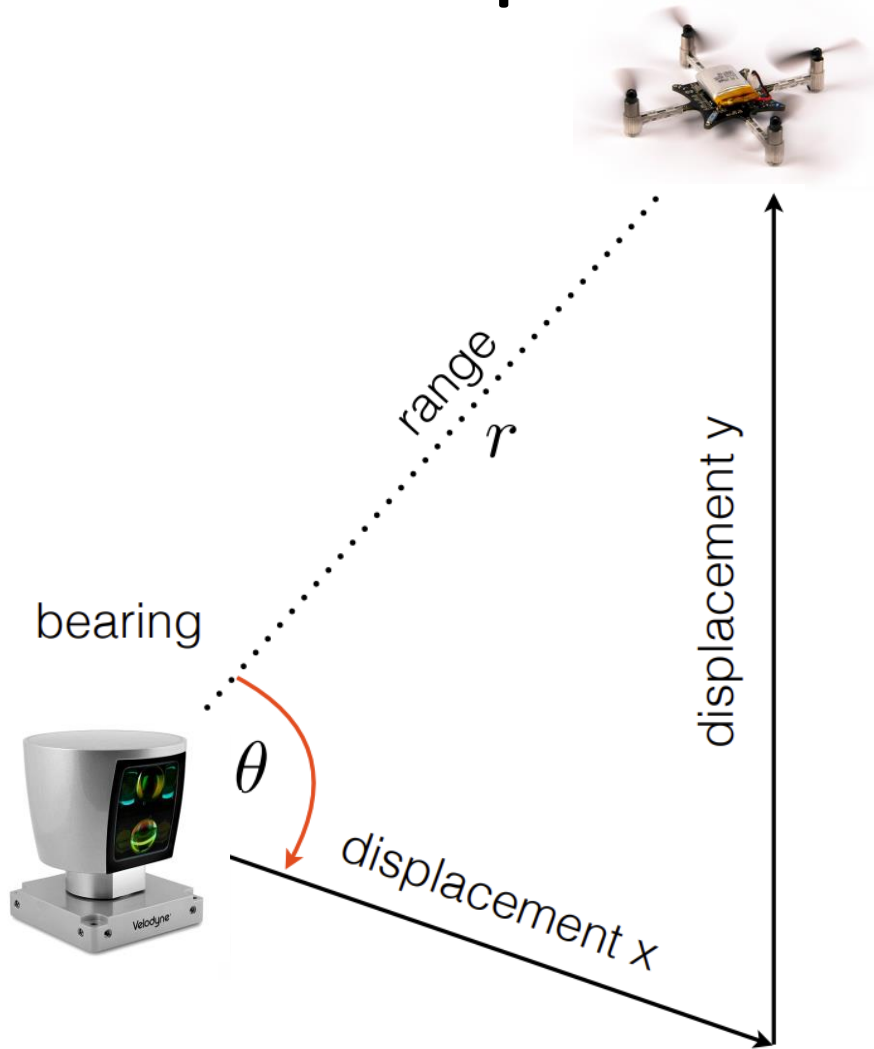 range
r
displacement y
bearing
θ
displacement x
Velodyne